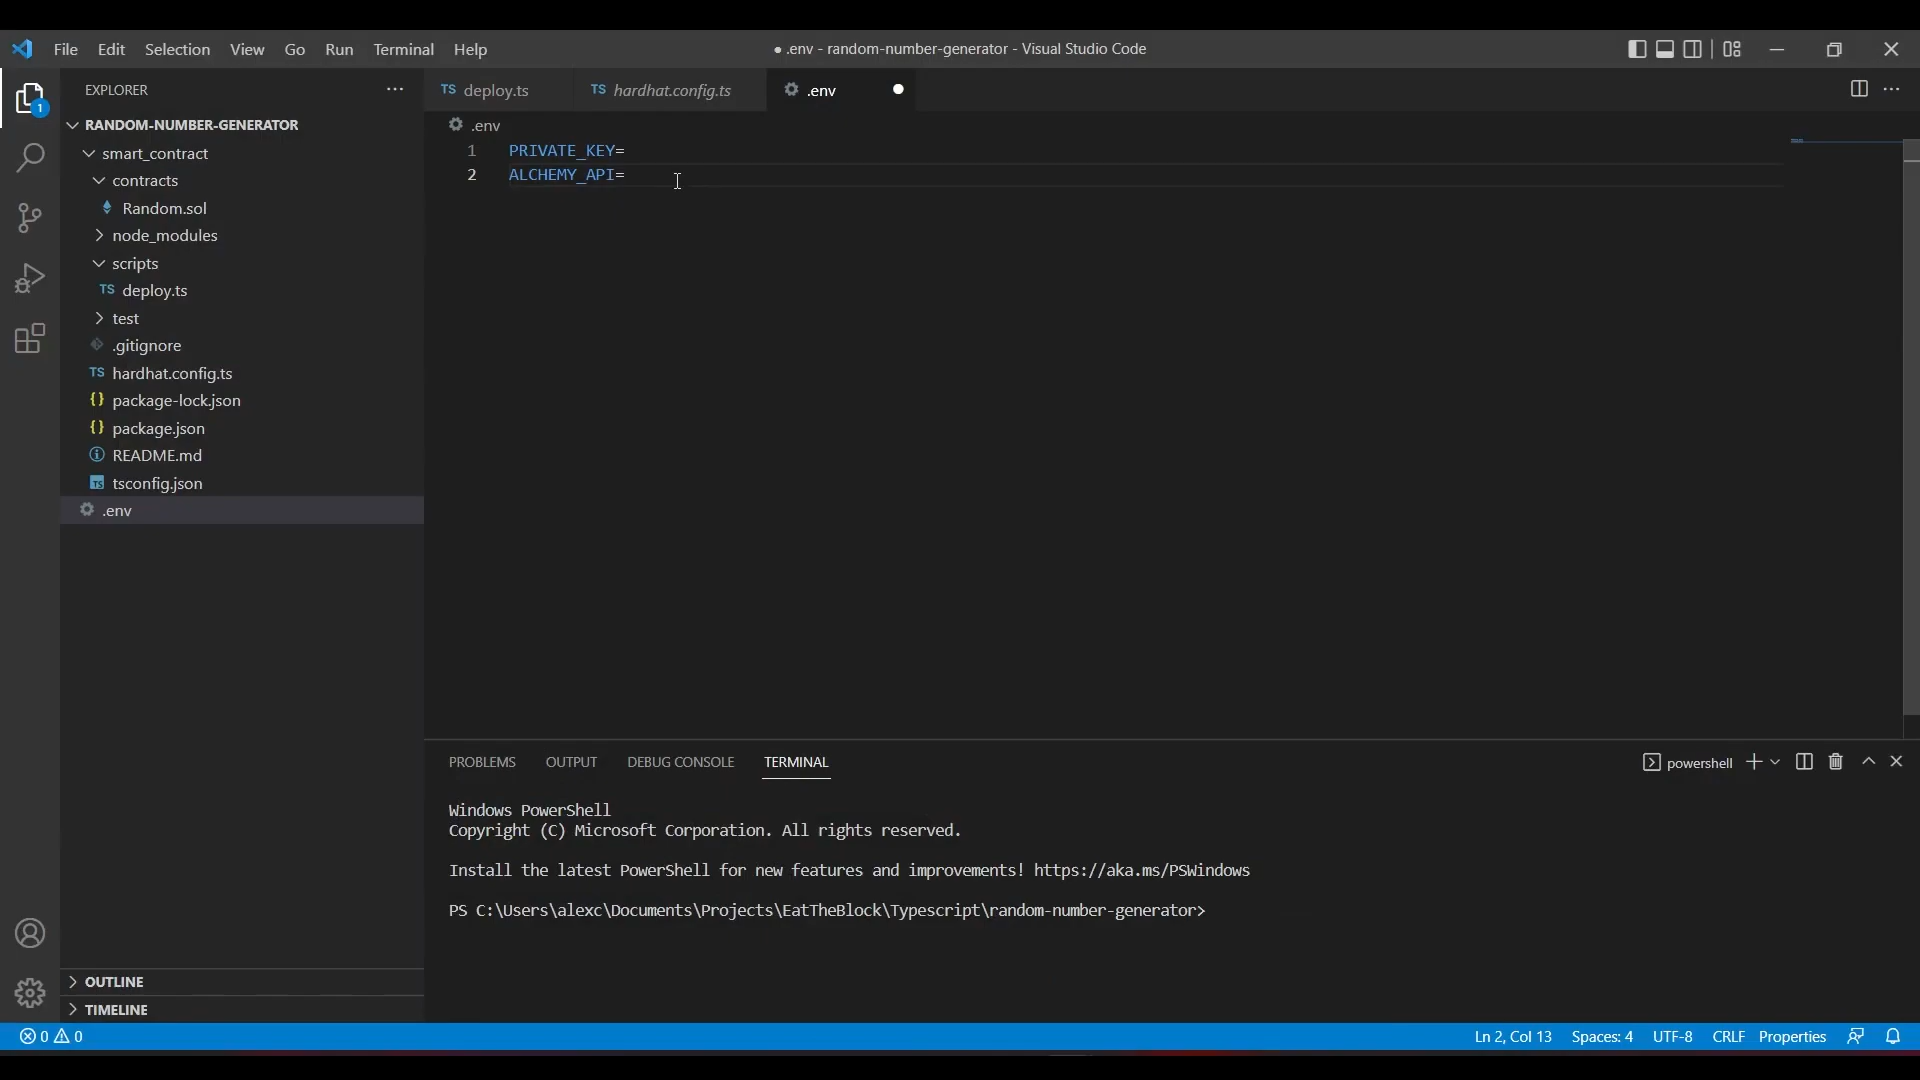 File Edit Selection View Go Run Terminal Help
● .env - random-number-generator - Visual Studio Code
1
EXPLORER
RANDOM-NUMBER-GENERATOR
smart_contract
contracts
Random.sol
node_modules
scripts
TS deploy.ts
test
.gitignore
TS hardhat.config.ts
{} package-lock.json
{} package.json
README.md
TS tsconfig.json
.env
OUTLINE
TIMELINE
TS deploy.ts TS hardhat.config.ts .env
.env
1 PRIVATE_KEY=
2 ALCHEMY_API=
PROBLEMS OUTPUT DEBUG CONSOLE TERMINAL
powershell
Windows PowerShell
Copyright (C) Microsoft Corporation. All rights reserved.
Install the latest PowerShell for new features and improvements! https://aka.ms/PSWindows
PS C:\Users\alexc\Documents\Projects\EatTheBlock\Typescript\random-number-generator>
0 0 Ln 2, Col 13 Spaces: 4 UTF-8 CRLF Properties